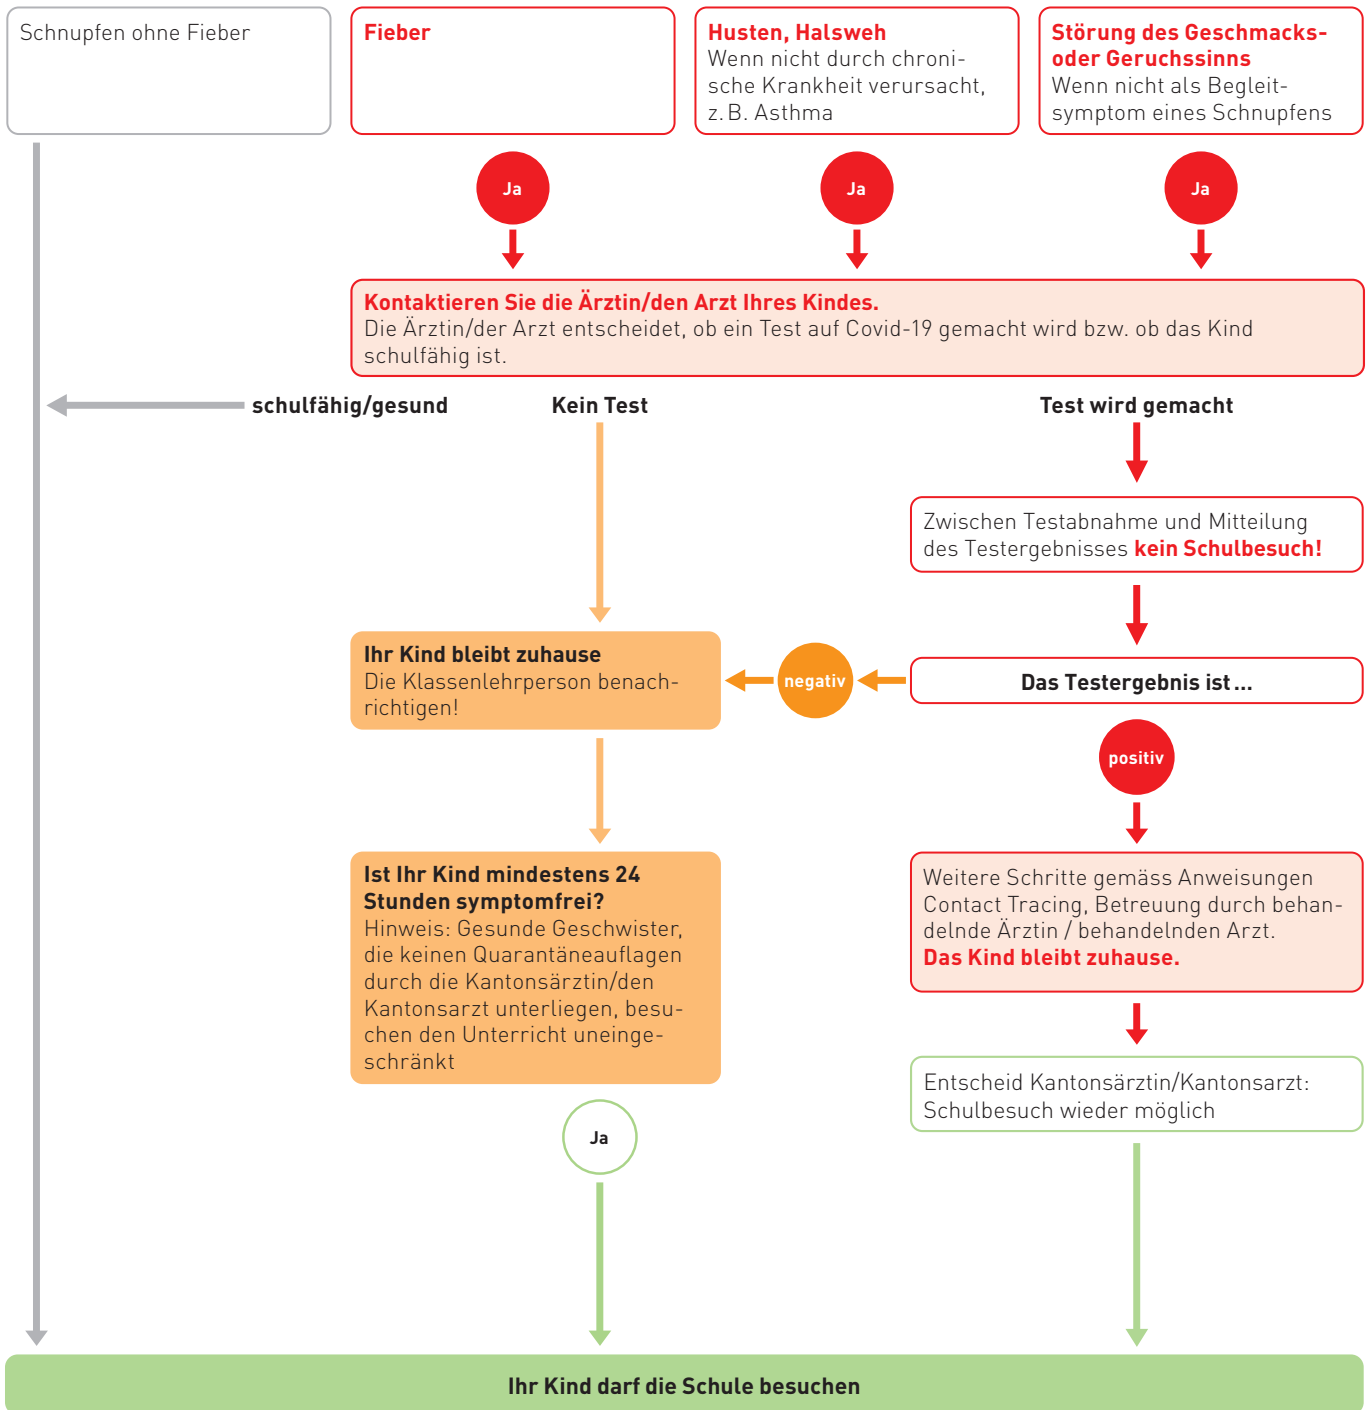 Schnupfen ohne Fieber
Fieber
Husten, Halsweh
Wenn nicht durch chroni-
sche Krankheit verursacht,
z. B. Asthma
Störung des Geschmacks-
oder Geruchssinns
Wenn nicht als Begleit-
symptom eines Schnupfens
Ja
Ja
Ja
Kontaktieren Sie die Ärztin/den Arzt Ihres Kindes.
Die Ärztin/der Arzt entscheidet, ob ein Test auf Covid-19 gemacht wird bzw. ob das Kind
schulfähig ist.
schulfähig/gesund
Kein Test
Test wird gemacht
Zwischen Testabnahme und Mitteilung
des Testergebnisses kein Schulbesuch!
Ihr Kind bleibt zuhause
Die Klassenlehrperson benach-
richtigen!
negativ
Das Testergebnis ist ...
positiv
Ist Ihr Kind mindestens 24
Stunden symptomfrei?
Hinweis: Gesunde Geschwister,
die keinen Quarantäneauflagen
durch die Kantonsärztin/den
Kantonsarzt unterliegen, besu-
chen den Unterricht uneinge-
schränkt
Weitere Schritte gemäss Anweisungen
Contact Tracing, Betreuung durch behan-
delnde Ärztin / behandelnden Arzt.
Das Kind bleibt zuhause.
Entscheid Kantonsärztin/Kantonsarzt:
Schulbesuch wieder möglich
Ja
Ihr Kind darf die Schule besuchen